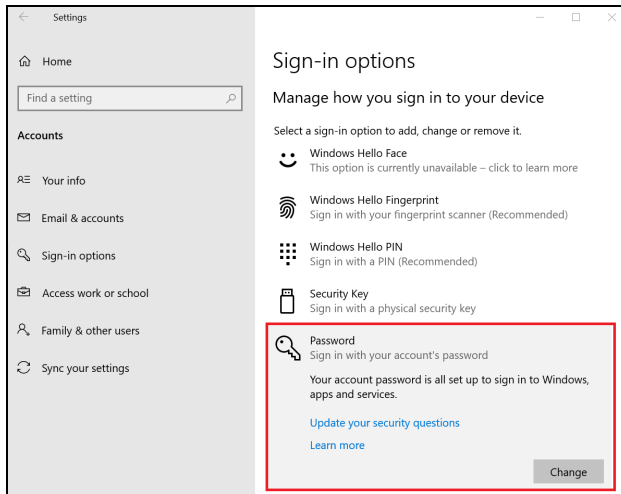 Settings
Home
Find a setting
Accounts
Your info
Email & accounts
Sign-in options
Access work or school
Family & other users
Sync your settings
Sign-in options
Manage how you sign in to your device
Select a sign-in option to add, change or remove it.
Windows Hello Face
This option is currently unavailable – click to learn more
Windows Hello Fingerprint
Sign in with your fingerprint scanner (Recommended)
Windows Hello PIN
Sign in with a PIN (Recommended)
Security Key
Sign in with a physical security key
Password
Sign in with your account's password
Your account password is all set up to sign in to Windows,
apps and services.
Update your security questions
Learn more
Change